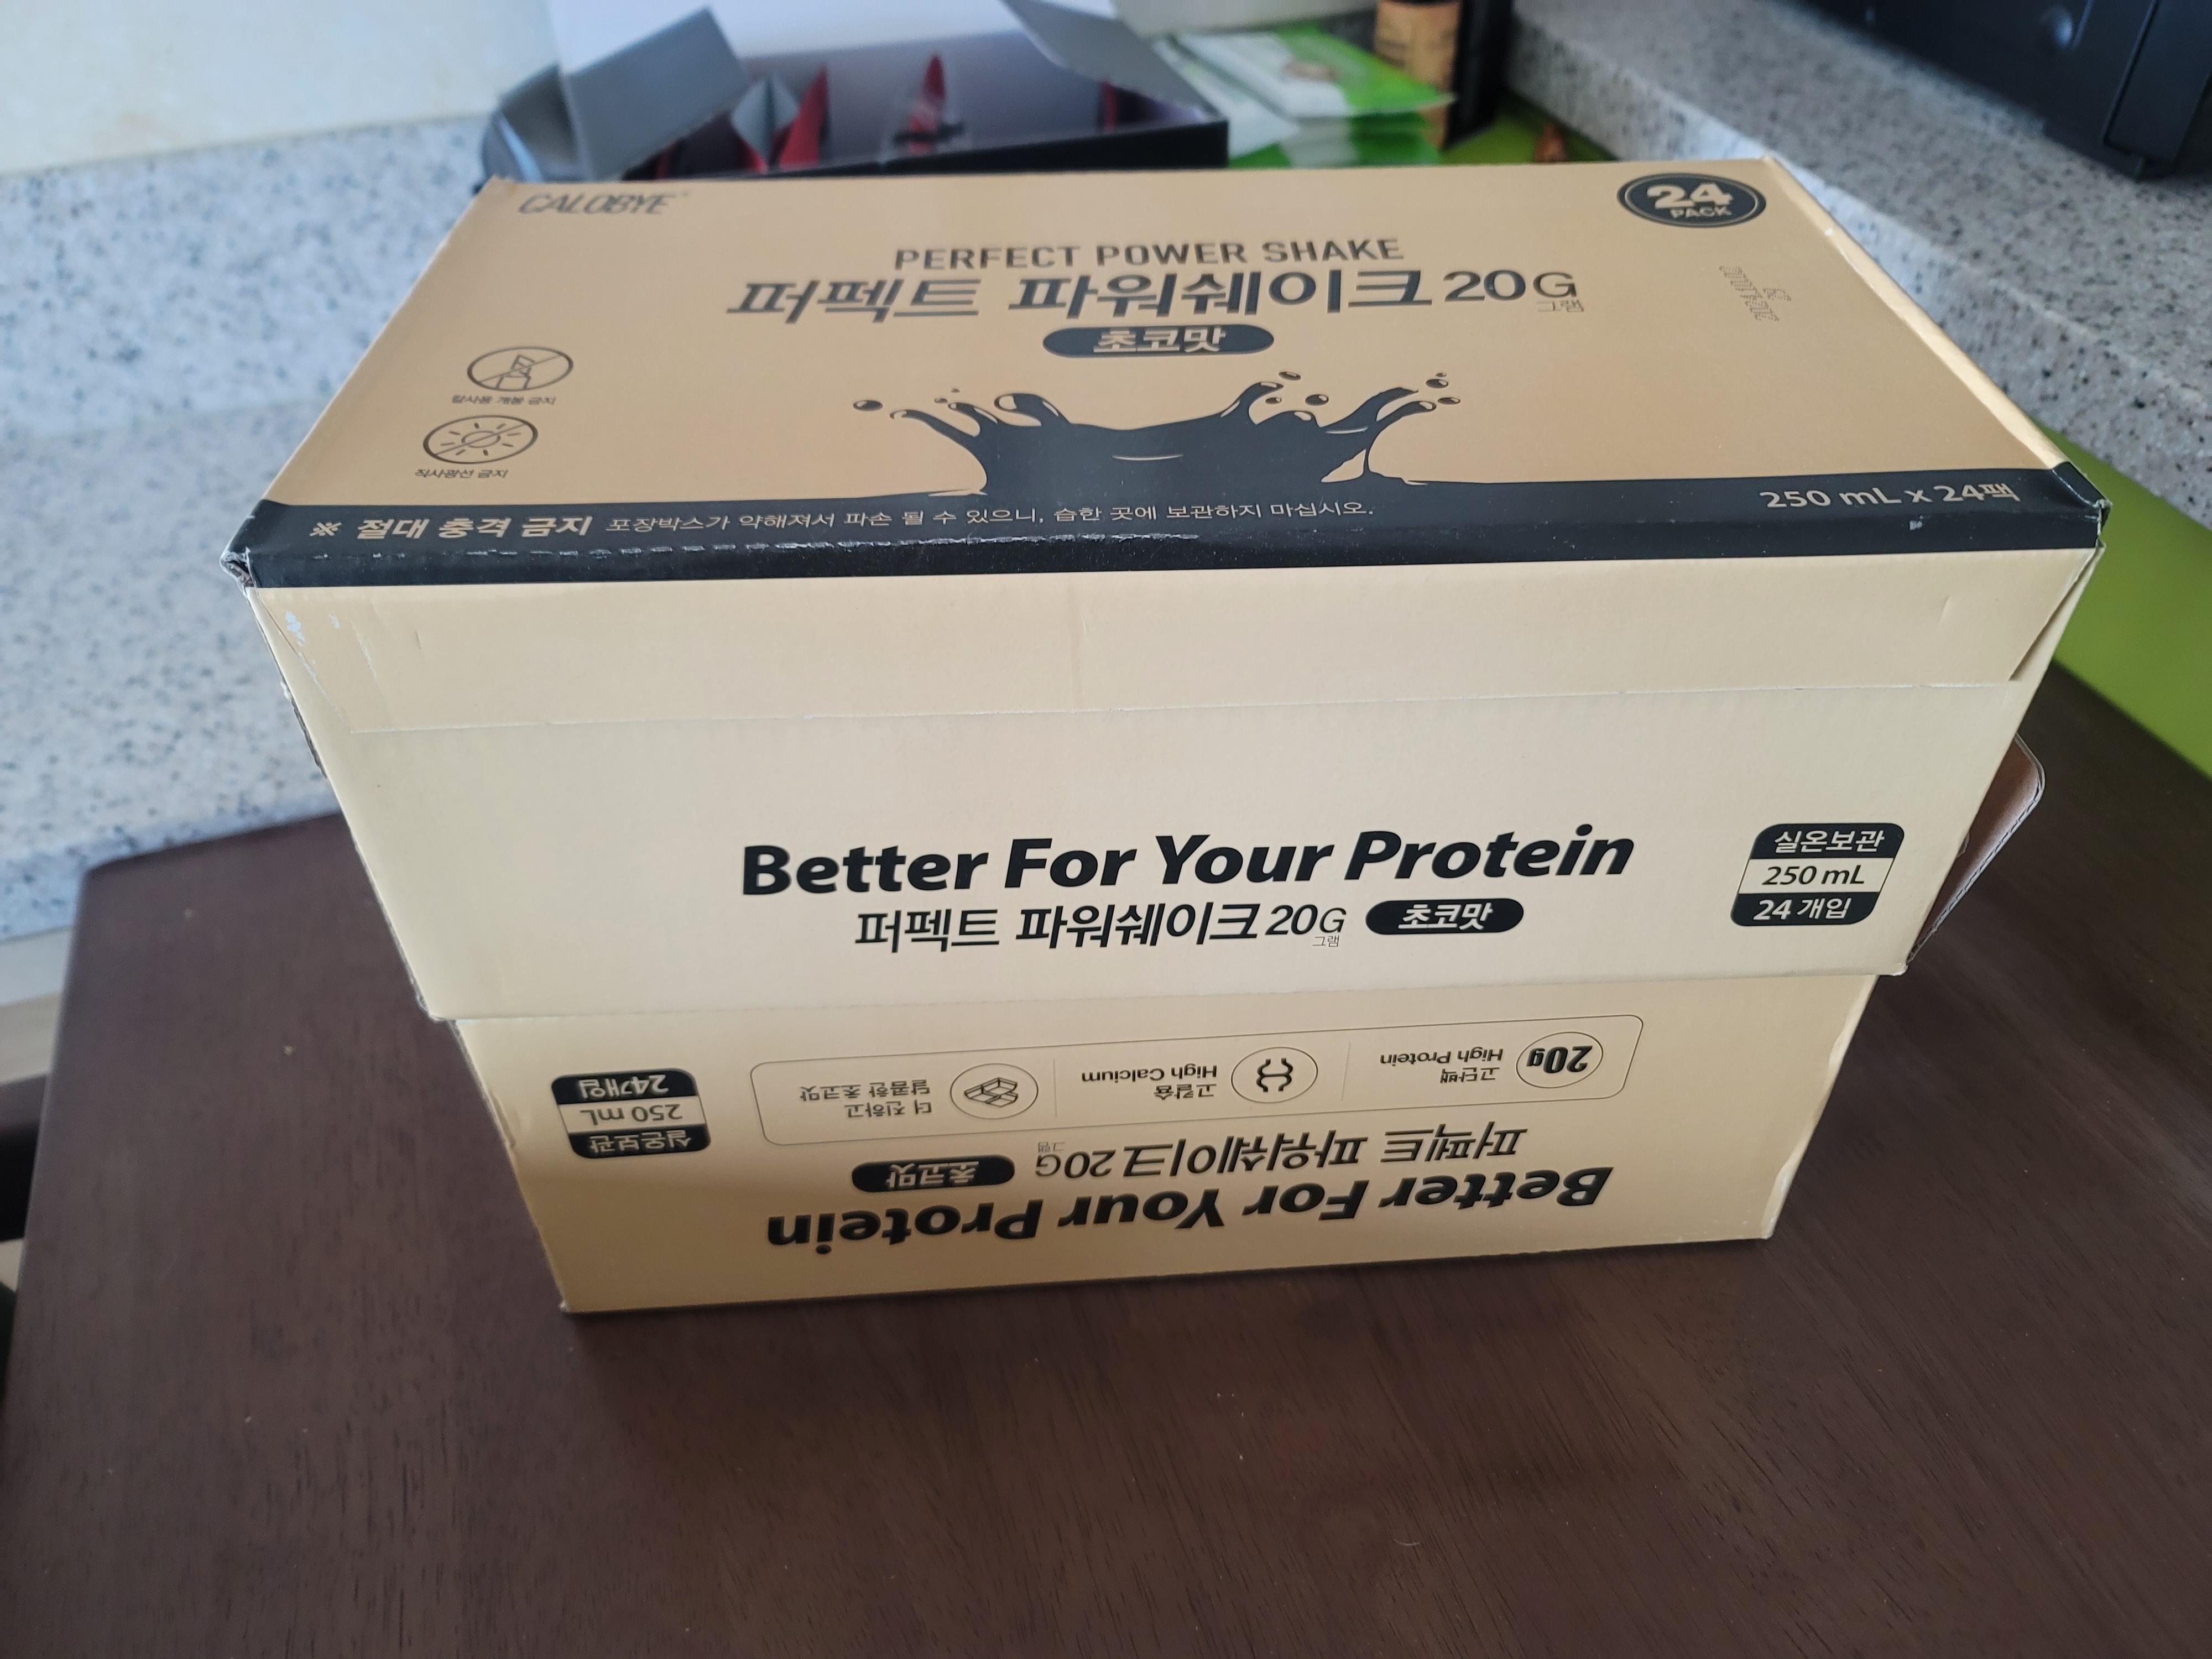 CALOBYE
24
PACK
PERFECT POWER SHAKE
퍼펙트 파워쉐이크 20G
그램
초코맛
칼사용 개봉 금지
직사광선 금지
※ 절대 충격 금지 포장박스가 약해져서 파손 될 수 있으니, 습한 곳에 보관하지 마십시오.
250 mL x 24팩
Better For Your Protein
퍼펙트 파워쉐이크 20G 초코맛
그램
실온보관
250 mL
24 개입
Better For Your Protein
퍼펙트 파워쉐이크 20G 초코맛
그램
20g
고단백
High Protein
고칼슘
High Calcium
더 진하고
달콤한 초코맛
실온보관
250 mL
24개입